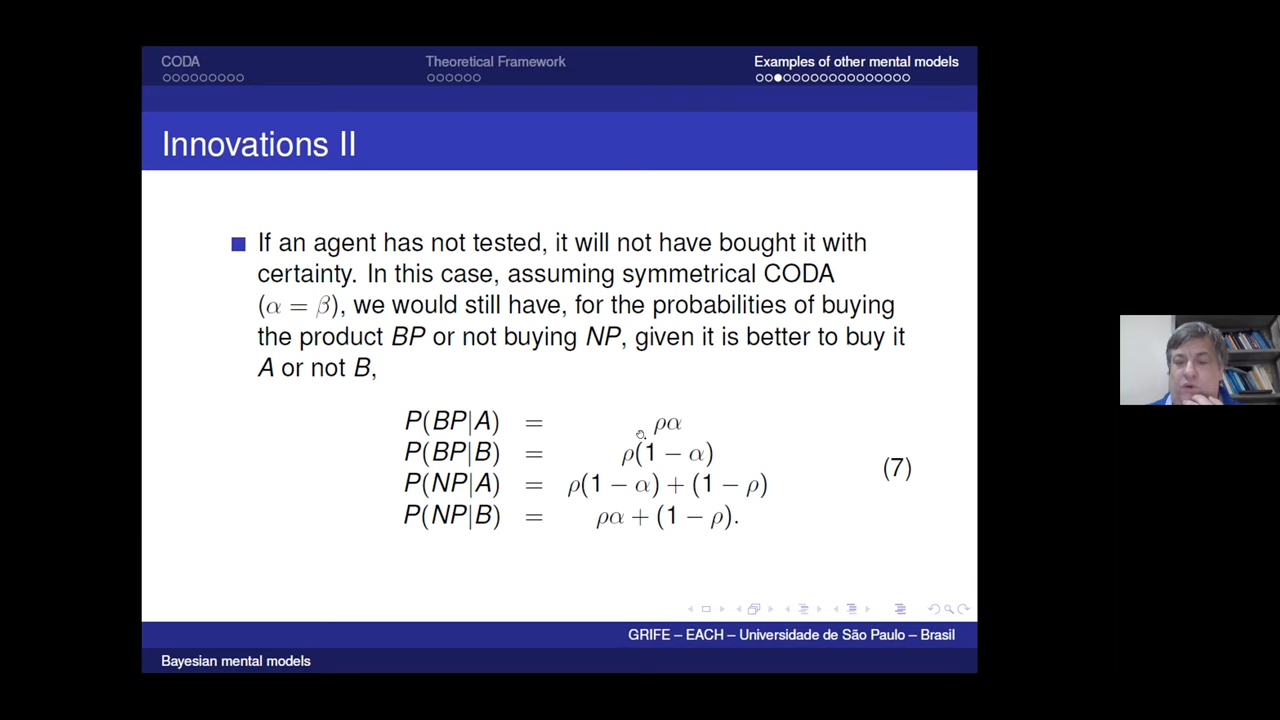 CODA
Theoretical Framework
Examples of other mental models
Innovations II
If an agent has not tested, it will not have bought it with
certainty. In this case, assuming symmetrical CODA
(α = β), we would still have, for the probabilities of buying
the product BP or not buying NP, given it is better to buy it
A or not B,
P(BP|A) = ρα
P(BP|B) = ρ(1 − α)
P(NP|A) = ρ(1 − α) + (1 − ρ)
P(NP|B) = ρα + (1 − ρ).
(7)
GRIFE – EACH – Universidade de São Paulo – Brasil
Bayesian mental models